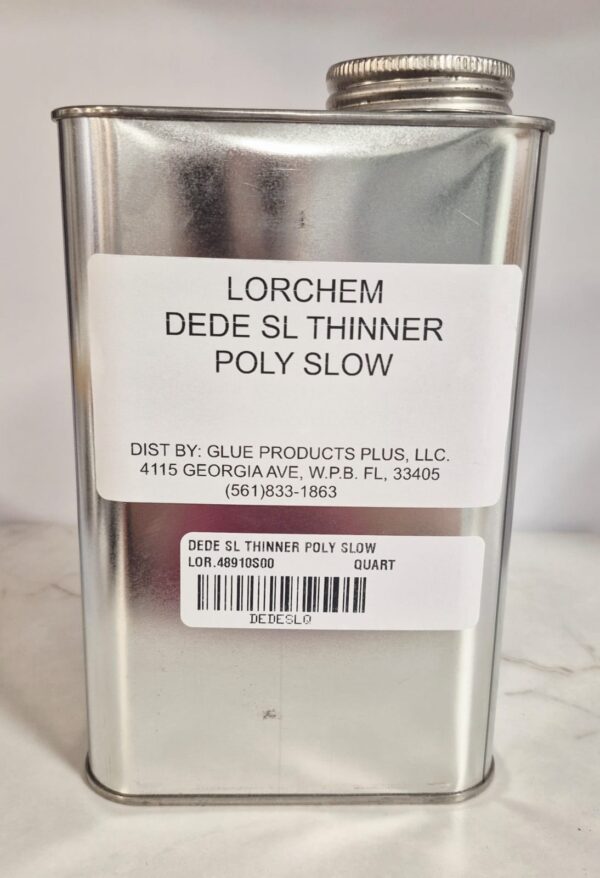 LORCHEM
DEDE SL THINNER
POLY SLOW
DIST BY: GLUE PRODUCTS PLUS, LLC.
4115 GEORGIA AVE, W.P.B. FL, 33405
(561)833-1863
DEDE SL THINNER POLY SLOW
LOR.48910S00 QUART
DEDESLQ